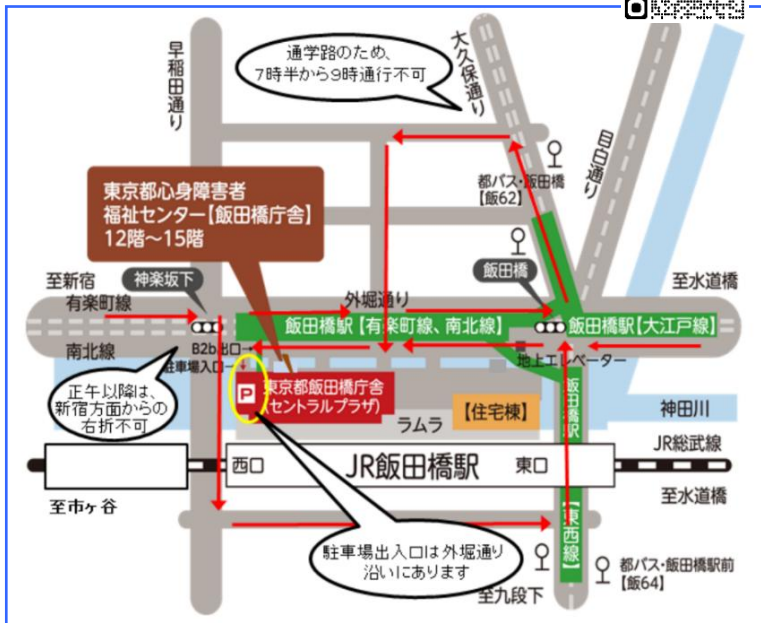 早稲田通り
通学路のため、
7時半から9時通行不可
大久保通り
目白通り
東京都心身障害者
福祉センター【飯田橋庁舎】
12階～15階
都バス・飯田橋
【飯62】
至新宿
神楽坂下
飯田橋
至水道橋
有楽町線
外堀通り
飯田橋駅【有楽町線、南北線】
飯田橋駅【大江戸線】
南北線
B2b出口→
駐車場入口→
地上エレベーター
正午以降は、
新宿方面からの
右折不可
P
東京都飯田橋庁舎
(セントラルプラザ)
ラムラ
【住宅棟】
飯田橋駅
【東西線】
神田川
JR総武線
西口
JR飯田橋駅
東口
至市ヶ谷
至水道橋
駐車場出入口は外堀通り
沿いにあります
都バス・飯田橋駅前
【飯64】
至九段下